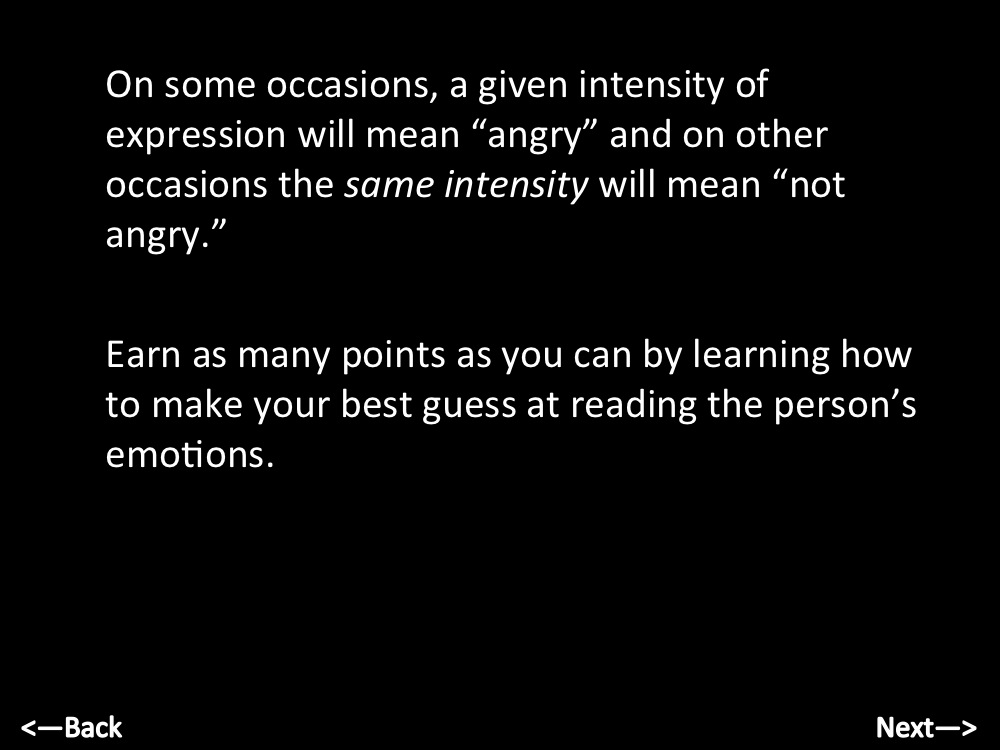 On some occasions, a given intensity of
expression will mean “angry” and on other
occasions the same intensity will mean “not
angry.”
Earn as many points as you can by learning how
to make your best guess at reading the person’s
emotions.
<—Back
Next—>